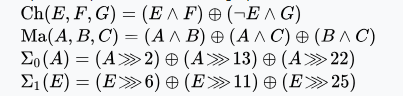 Ch(E, F, G) = (E ∧ F) ⊕ (¬E ∧ G)
Ma(A, B, C) = (A ∧ B) ⊕ (A ∧ C) ⊕ (B ∧ C)
Σ₀(A) = (A⋙2) ⊕ (A⋙13) ⊕ (A⋙22)
Σ₁(E) = (E⋙6) ⊕ (E⋙11) ⊕ (E⋙25)